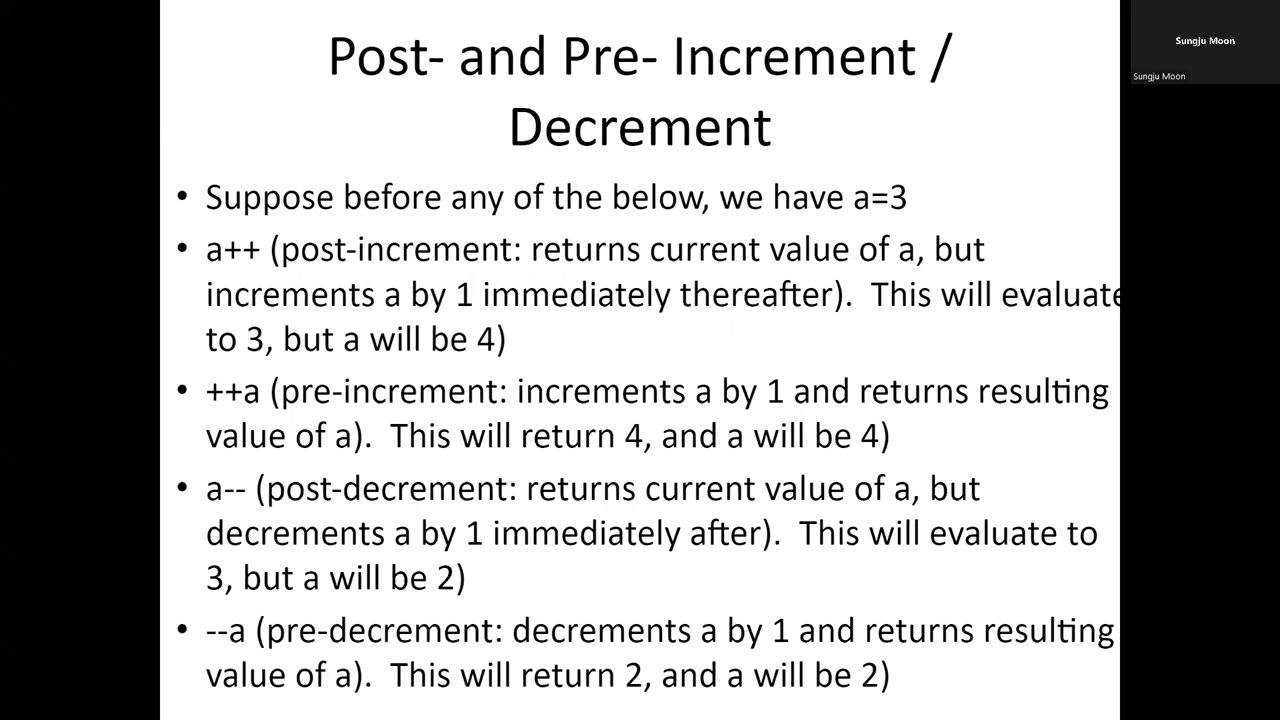 Post- and Pre- Increment /
Decrement
• Suppose before any of the below, we have a=3
• a++ (post-increment: returns current value of a, but
increments a by 1 immediately thereafter).  This will evaluate
to 3, but a will be 4)
• ++a (pre-increment: increments a by 1 and returns resulting
value of a).  This will return 4, and a will be 4)
• a-- (post-decrement: returns current value of a, but
decrements a by 1 immediately after).  This will evaluate to
3, but a will be 2)
• --a (pre-decrement: decrements a by 1 and returns resulting
value of a).  This will return 2, and a will be 2)
Sungju Moon
Sungju Moon